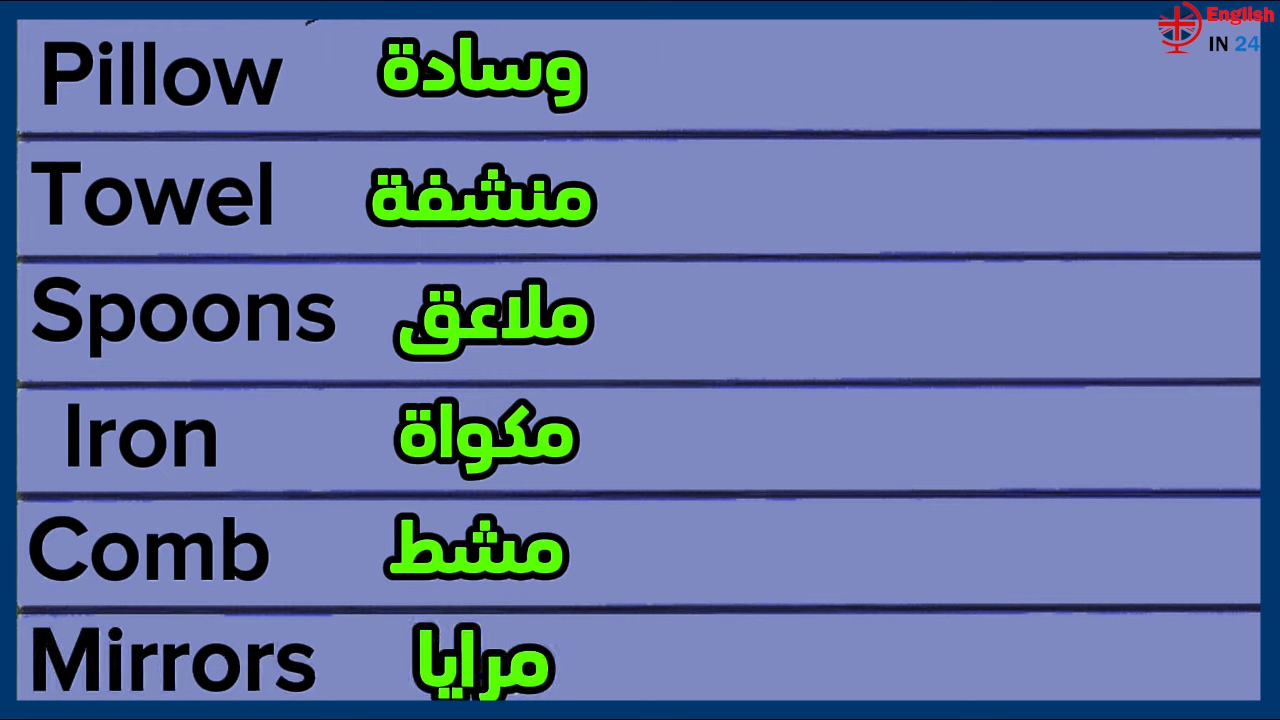 English
IN 24
Pillow وسادة
Towel منشفة
Spoons ملاعق
Iron مكواة
Comb مشط
Mirrors مرايا